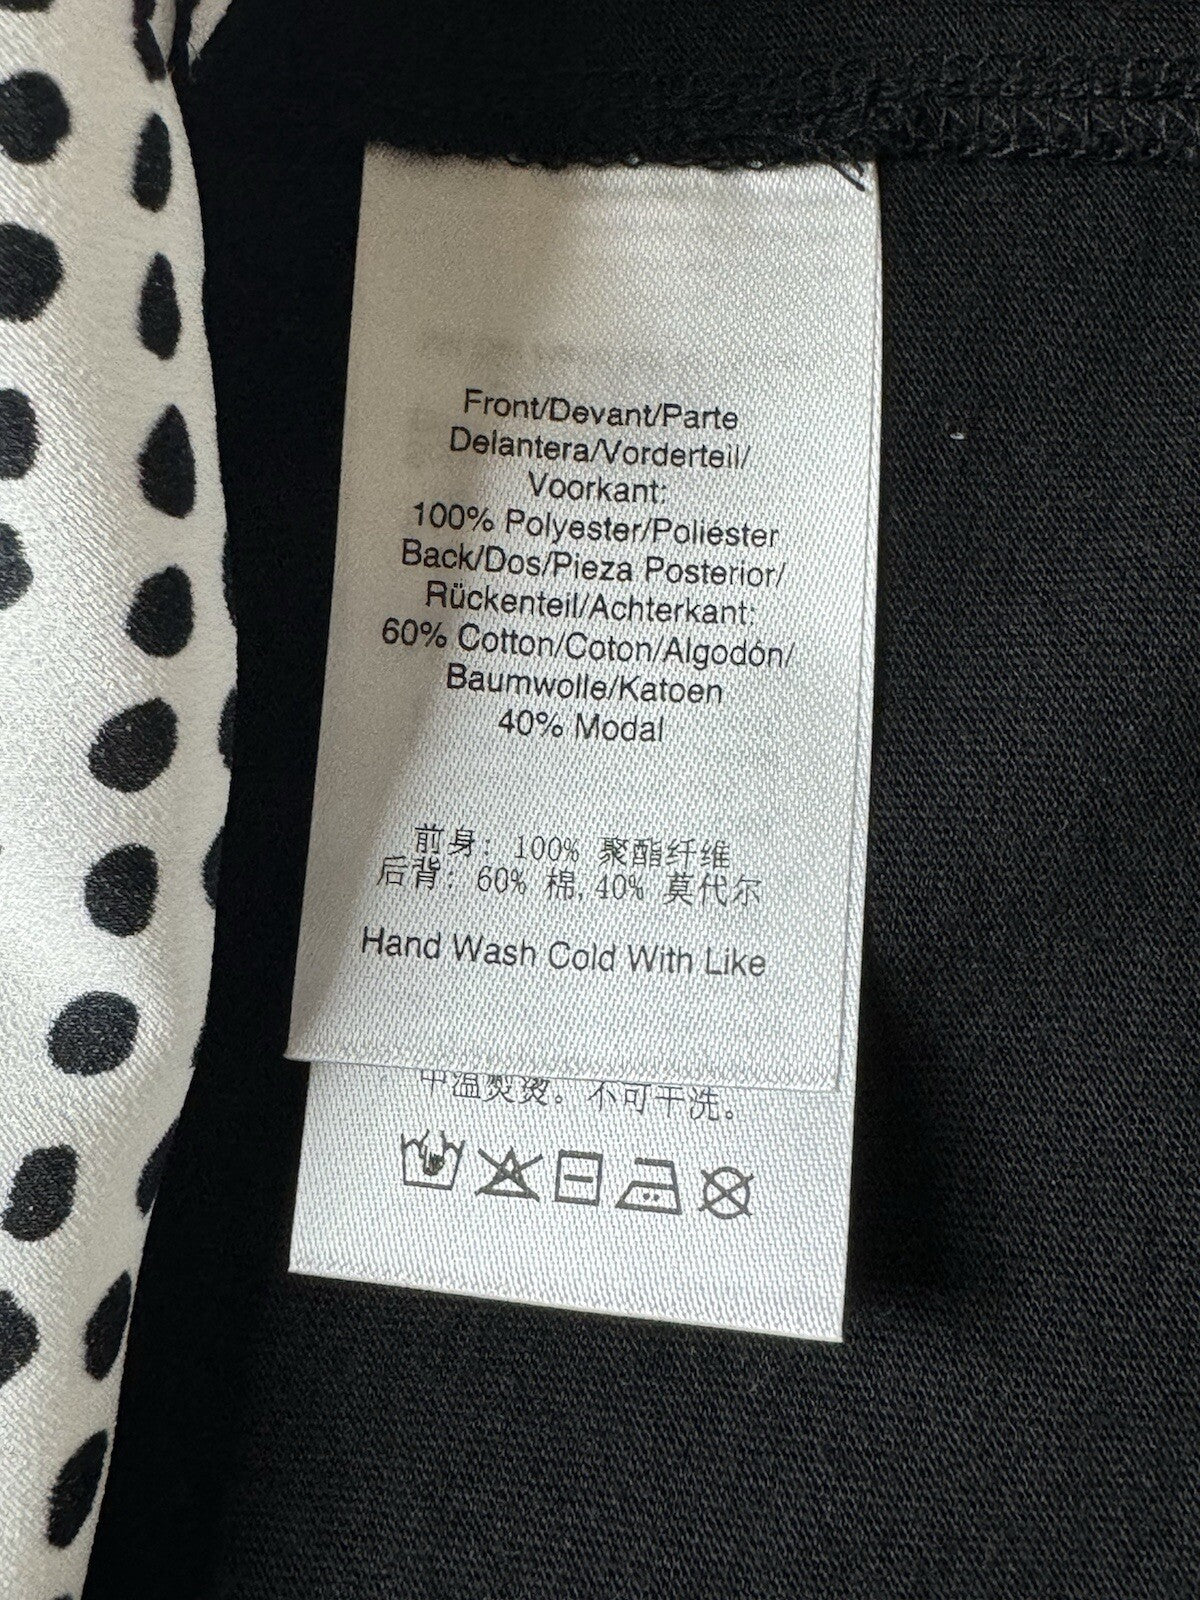 Front/Devant/Parte
Delantera/Vorderteil/
Voorkant:
100% Polyester/Poliéster
Back/Dos/Pieza Posterior/
Rückenteil/Achterkant:
60% Cotton/Coton/Algodón/
Baumwolle/Katoen
40% Modal
前身: 100% 聚酯纤维
后背: 60% 棉,40% 莫代尔
Hand Wash Cold With Like
中温熨烫。不可干洗。